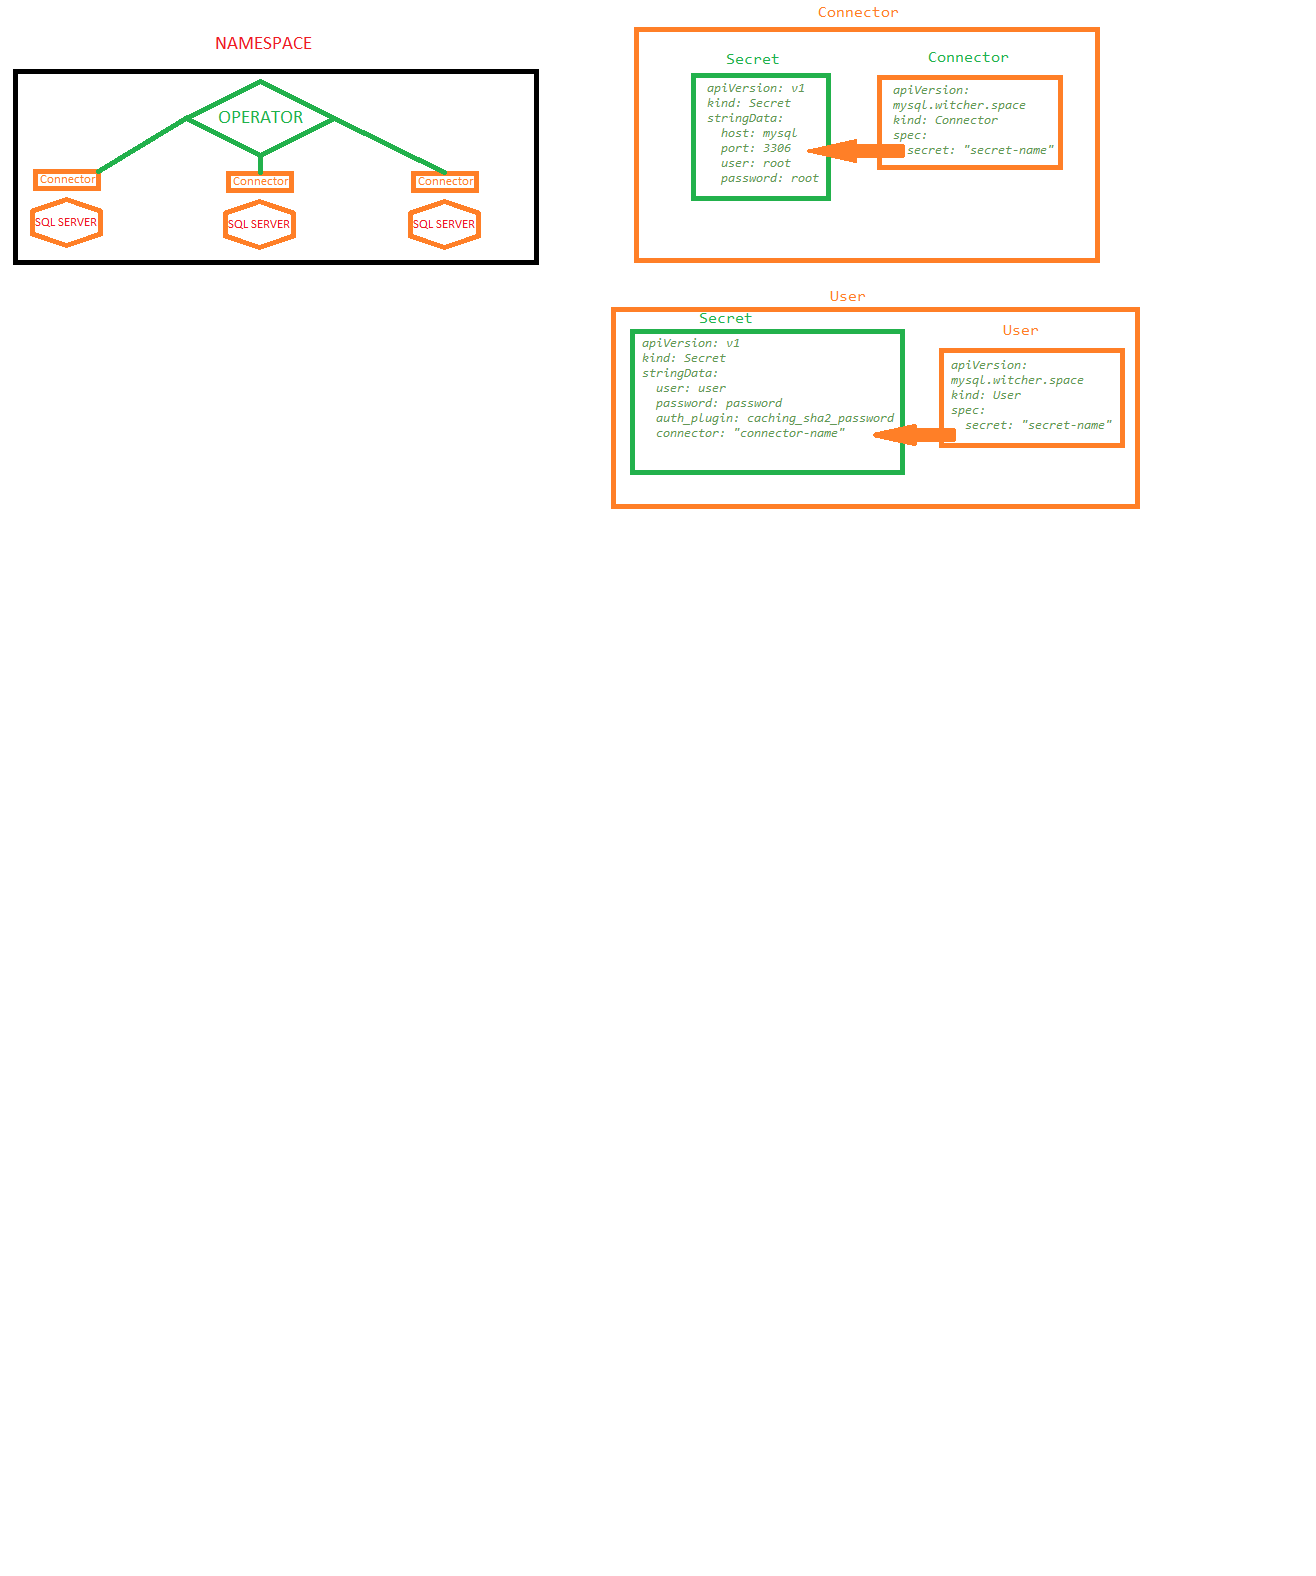 NAMESPACE
OPERATOR
Connector
Connector
Connector
SQL SERVER
SQL SERVER
SQL SERVER
Connector
Secret
apiVersion: v1
kind: Secret
stringData:
  host: mysql
  port: 3306
  user: root
  password: root
Connector
apiVersion:
mysql.witcher.space
kind: Connector
spec:
  secret: "secret-name"
User
Secret
apiVersion: v1
kind: Secret
stringData:
  user: user
  password: password
  auth_plugin: caching_sha2_password
  connector: "connector-name"
User
apiVersion:
mysql.witcher.space
kind: User
spec:
  secret: "secret-name"